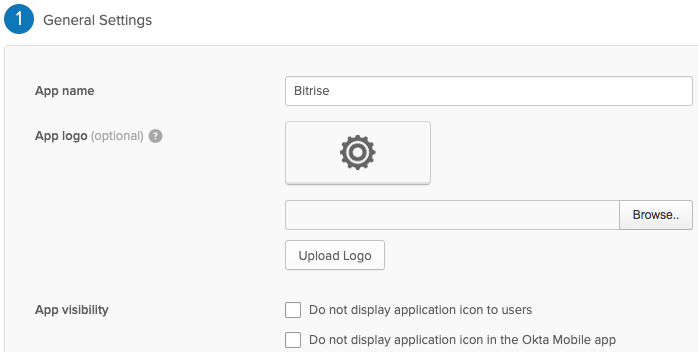 1 General Settings
App name Bitrise
App logo (optional) ?
Browse..
Upload Logo
App visibility Do not display application icon to users
Do not display application icon in the Okta Mobile app